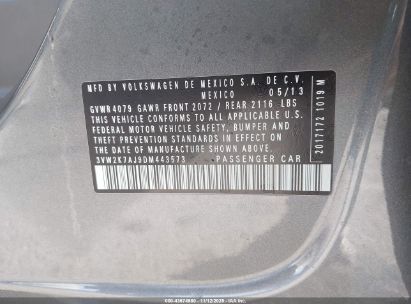 MFD BY VOLKSWAGEN DE MEXICO S.A. DE C.V.
MEXICO 05/13
GVWR 4079 GAWR FRONT 2072 / REAR 2116 LBS
THIS VEHICLE CONFORMS TO ALL APPLICABLE U.S.
FEDERAL MOTOR VEHICLE SAFETY, BUMPER AND
THEFT PREVENTION STANDARDS IN EFFECT ON THE
DATE OF MANUFACTURE SHOWN ABOVE.
3VW2K7AJ9DM443573 PASSENGER CAR
2017172 1019 M